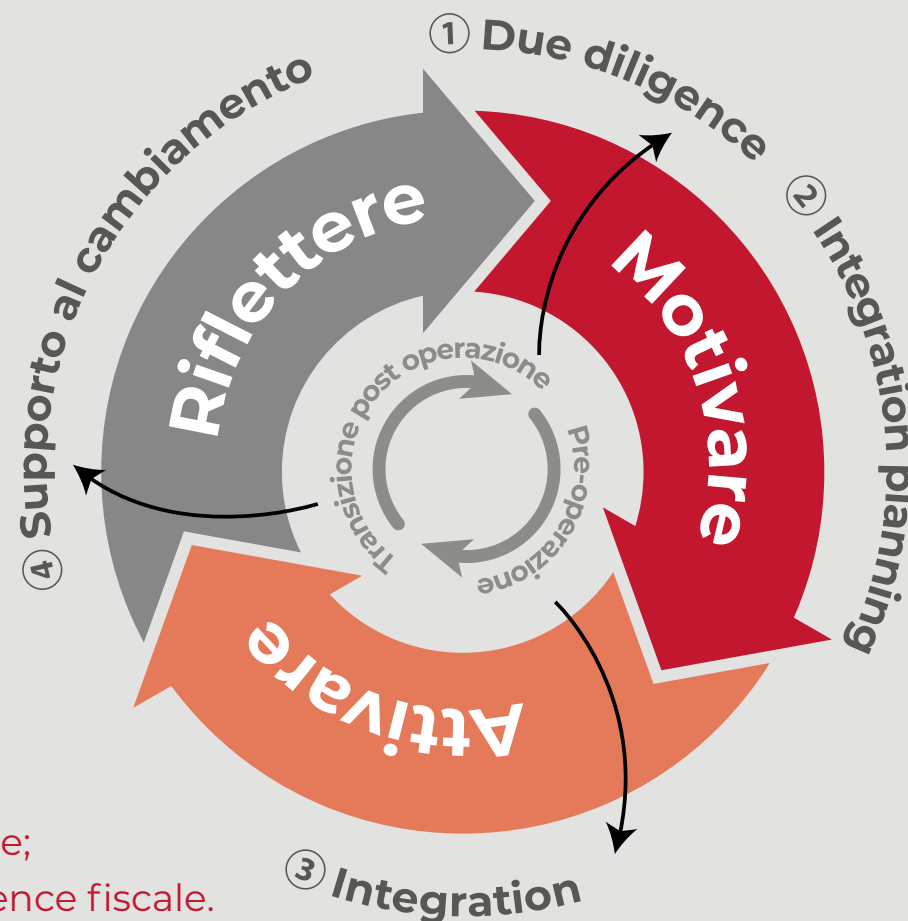 ① Due diligence
② Integration planning
③ Integration
④ Supporto al cambiamento
Riflettere
Motivare
Attivare
Transizione post operazione
Pre-operazione
e;
ence fiscale.